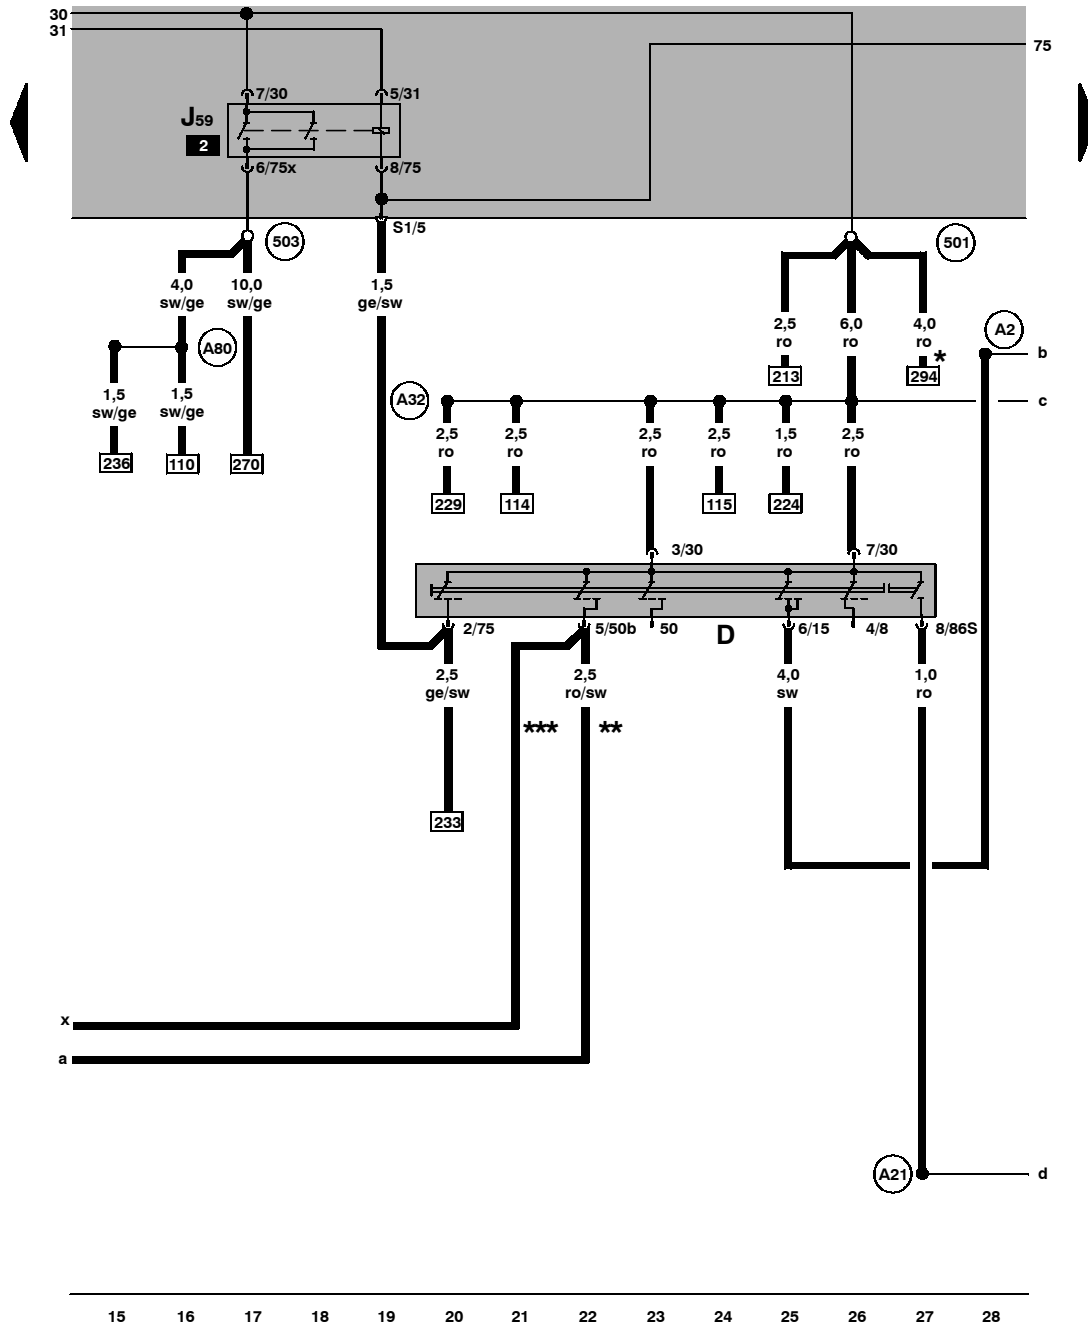 30
31
75
7/30
5/31
J59
2
6/75x
8/75
S1/5
503
501
4,0
sw/ge
10,0
sw/ge
1,5
ge/sw
2,5
ro
6,0
ro
4,0
ro
*
A2
b
A80
213
294
1,5
sw/ge
1,5
sw/ge
A32
c
2,5
ro
2,5
ro
2,5
ro
2,5
ro
1,5
ro
2,5
ro
236
110
270
229
114
115
224
3/30
7/30
2/75
5/50b
50
D
6/15
4/8
8/86S
2,5
ge/sw
2,5
ro/sw
4,0
sw
1,0
ro
***
**
233
x
a
A21
d
15 16 17 18 19 20 21 22 23 24 25 26 27 28